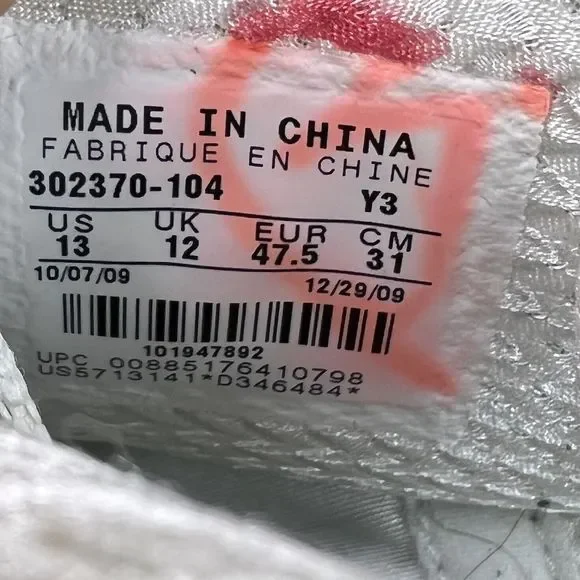 MADE IN CHINA
FABRIQUE EN CHINE
302370-104 Y3
US UK EUR CM
13 12 47.5 31
10/07/09 12/29/09
101947892
UPC 00885176410798
US5713141*D346484*